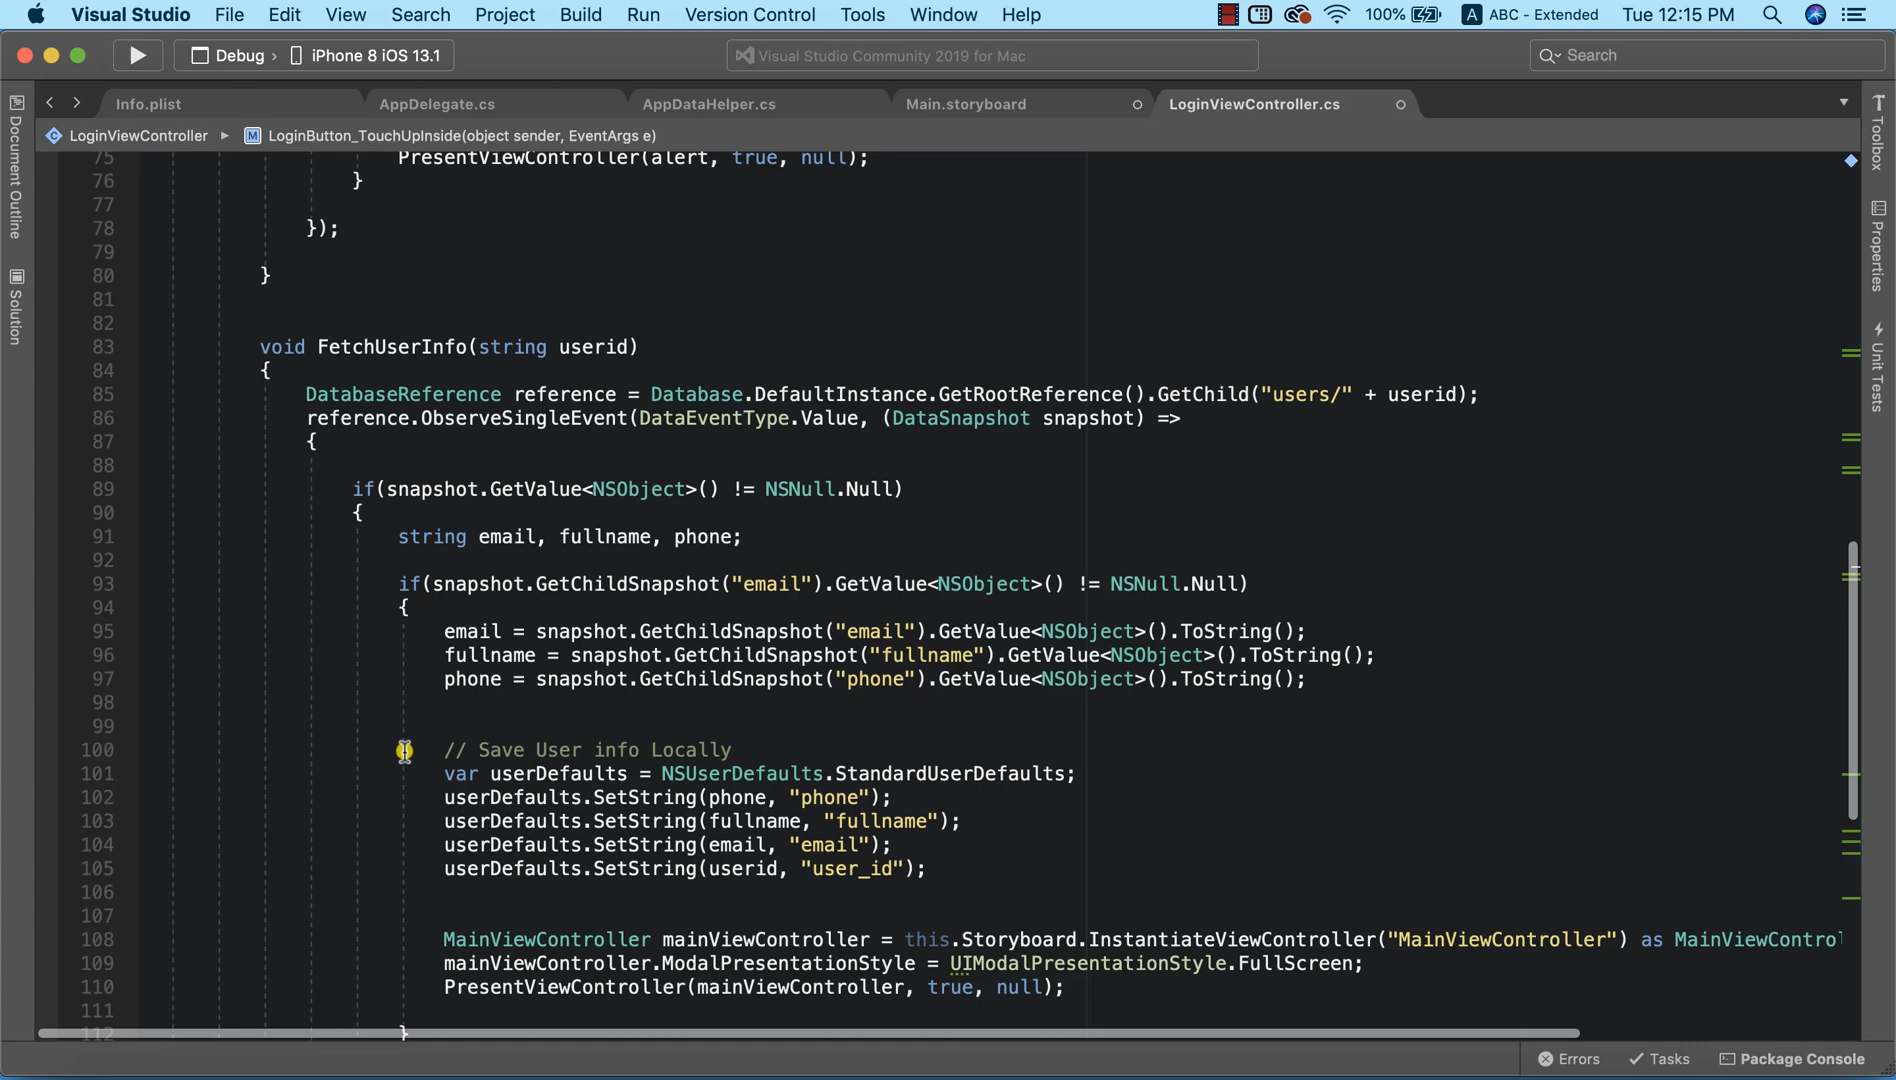 Visual Studio File Edit View Search Project Build Run Version Control Tools Window Help 100% A ABC - Extended Tue 12:15 PM
Debug › iPhone 8 iOS 13.1 Visual Studio Community 2019 for Mac Search
Info.plist AppDelegate.cs AppDataHelper.cs Main.storyboard LoginViewController.cs
LoginViewController ▸ M LoginButton_TouchUpInside(object sender, EventArgs e)
Document Outline
Solution
Toolbox
Properties
Unit Tests
75 PresentViewController(alert, true, null);
76 }
77
78 });
79
80 }
81
82
83 void FetchUserInfo(string userid)
84 {
85 DatabaseReference reference = Database.DefaultInstance.GetRootReference().GetChild("users/" + userid);
86 reference.ObserveSingleEvent(DataEventType.Value, (DataSnapshot snapshot) =>
87 {
88
89 if(snapshot.GetValue<NSObject>() != NSNull.Null)
90 {
91 string email, fullname, phone;
92
93 if(snapshot.GetChildSnapshot("email").GetValue<NSObject>() != NSNull.Null)
94 {
95 email = snapshot.GetChildSnapshot("email").GetValue<NSObject>().ToString();
96 fullname = snapshot.GetChildSnapshot("fullname").GetValue<NSObject>().ToString();
97 phone = snapshot.GetChildSnapshot("phone").GetValue<NSObject>().ToString();
98
99
100 // Save User info Locally
101 var userDefaults = NSUserDefaults.StandardUserDefaults;
102 userDefaults.SetString(phone, "phone");
103 userDefaults.SetString(fullname, "fullname");
104 userDefaults.SetString(email, "email");
105 userDefaults.SetString(userid, "user_id");
106
107
108 MainViewController mainViewController = this.Storyboard.InstantiateViewController("MainViewController") as MainViewControl
109 mainViewController.ModalPresentationStyle = UIModalPresentationStyle.FullScreen;
110 PresentViewController(mainViewController, true, null);
111
112 }
Errors Tasks Package Console